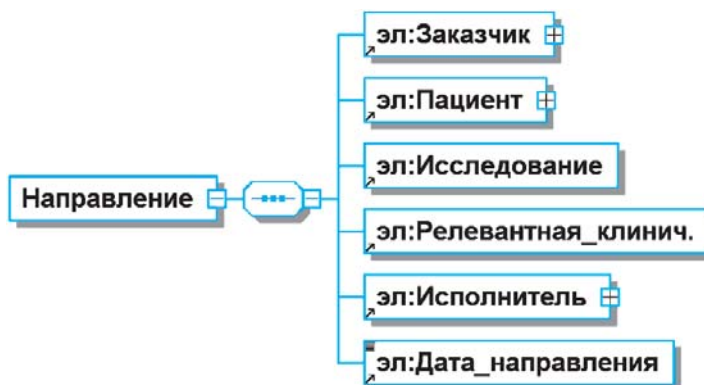 эл:Заказчик
эл:Пациент
эл:Исследование
Направление
эл:Релевантная_клинич.
эл:Исполнитель
эл:Дата_направления